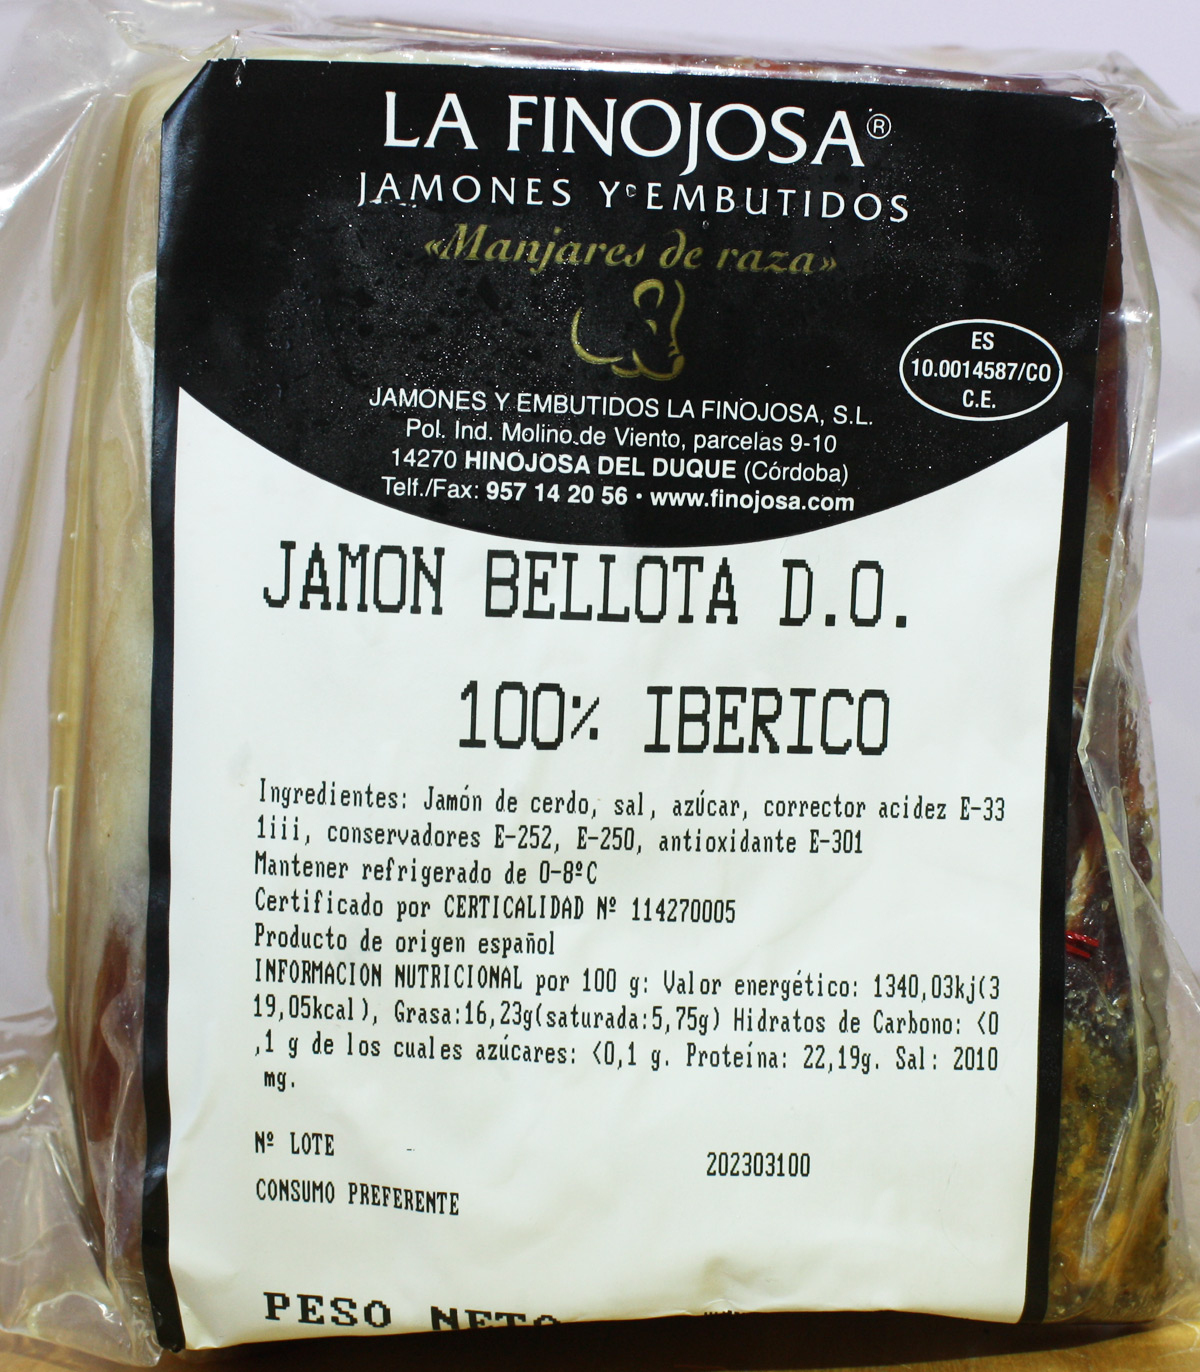 LA FINOJOSA®
JAMONES Y EMBUTIDOS
«Manjares de raza»
ES
10.0014587/CO
C.E.
JAMONES Y EMBUTIDOS LA FINOJOSA, S.L.
Pol. Ind. Molino de Viento, parcelas 9-10
14270 HINOJOSA DEL DUQUE (Córdoba)
Telf./Fax: 957 14 20 56 · www.finojosa.com
JAMON BELLOTA D.O.
100% IBERICO
Ingredientes: Jamón de cerdo, sal, azúcar, corrector acidez E-33
1iii, conservadores E-252, E-250, antioxidante E-301
Mantener refrigerado de 0-8ºC
Certificado por CERTICALIDAD Nº 114270005
Producto de origen español
INFORMACION NUTRICIONAL por 100 g: Valor energético: 1340,03kj(3
19,05kcal), Grasa:16,23g(saturada:5,75g) Hidratos de Carbono: <0
,1 g de los cuales azúcares: <0,1 g. Proteína: 22,19g. Sal: 2010
mg.
Nº LOTE 202303100
CONSUMO PREFERENTE
PESO NETO